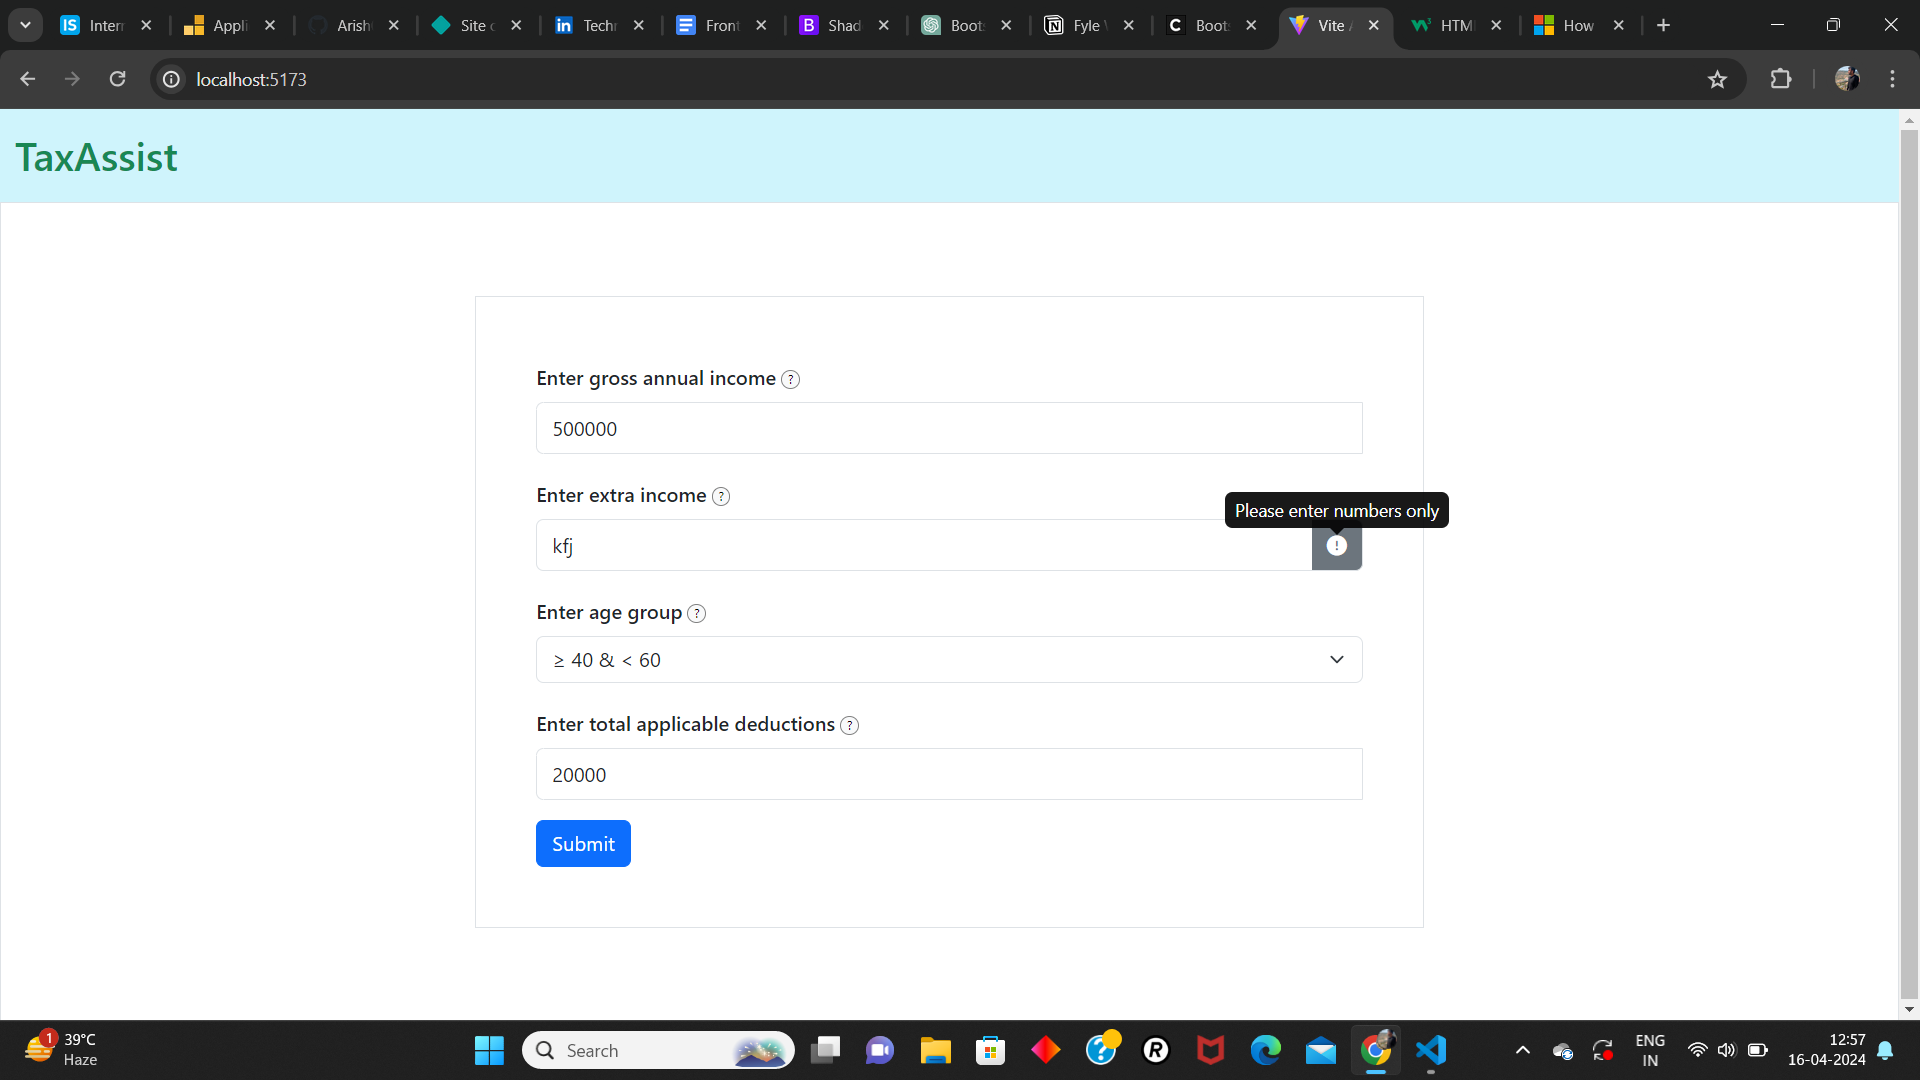 Inter
Appli
Arish
Site c
Techr
Front
Shad
Boot
Fyle
Boot
Vite
HTM
How
localhost:5173
TaxAssist
Enter gross annual income ?
500000
Enter extra income ?
Please enter numbers only
kfj
!
Enter age group ?
≥ 40 & < 60
Enter total applicable deductions ?
20000
Submit
1
39°C
Haze
Search
ENG
IN
12:57
16-04-2024